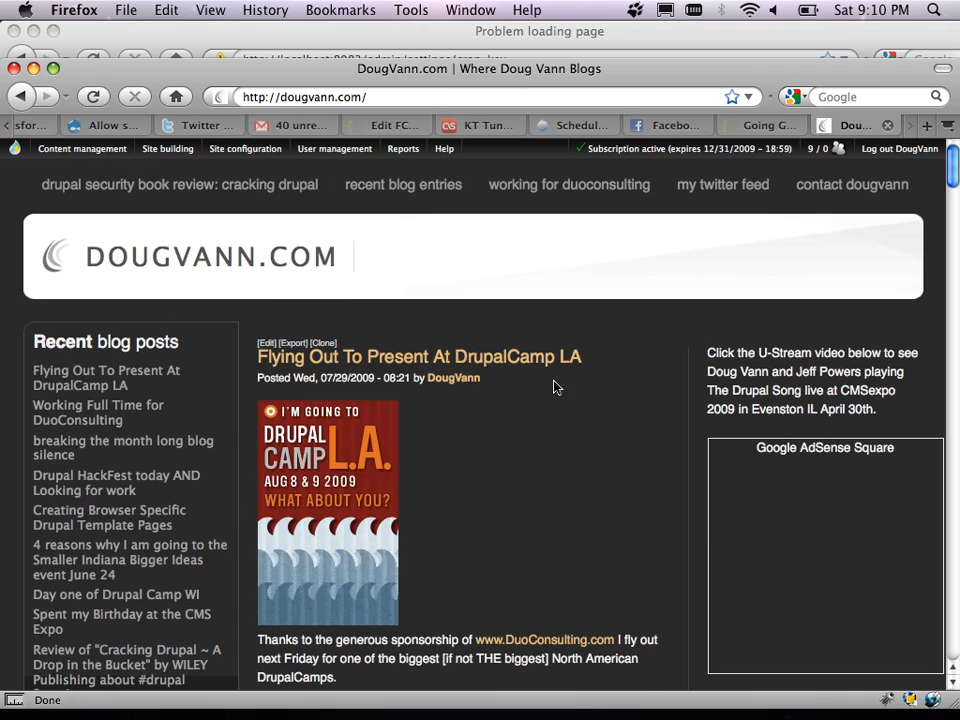 Firefox File Edit View History Bookmarks Tools Window Help Sat 9:10 PM
Problem loading page
DougVann.com | Where Doug Vann Blogs
http://dougvann.com/ Google
sfor... Allow s... Twitter ... 40 unre... Edit FC... KT Tun... Schedul... Facebo... Going G... Dou...
Content management Site building Site configuration User management Reports Help Subscription active (expires 12/31/2009 - 18:59) 9 / 0 Log out DougVann
drupal security book review: cracking drupal recent blog entries working for duoconsulting my twitter feed contact dougvann
DOUGVANN.COM
Recent blog posts
Flying Out To Present At
DrupalCamp LA
Working Full Time for
DuoConsulting
breaking the month long blog
silence
Drupal HackFest today AND
Looking for work
Creating Browser Specific
Drupal Template Pages
4 reasons why I am going to the
Smaller Indiana Bigger Ideas
event June 24
Day one of Drupal Camp WI
Spent my Birthday at the CMS
Expo
Review of "Cracking Drupal ~ A
Drop in the Bucket" by WILEY
Publishing about #drupal
[Edit] [Export] [Clone]
Flying Out To Present At DrupalCamp LA
Posted Wed, 07/29/2009 - 08:21 by DougVann
I'M GOING TO
DRUPAL
CAMP L.A.
AUG 8 & 9 2009
WHAT ABOUT YOU?
Thanks to the generous sponsorship of www.DuoConsulting.com I fly out
next Friday for one of the biggest [if not THE biggest] North American
DrupalCamps.
Click the U-Stream video below to see
Doug Vann and Jeff Powers playing
The Drupal Song live at CMSexpo
2009 in Evenston IL April 30th.
Google AdSense Square
Done